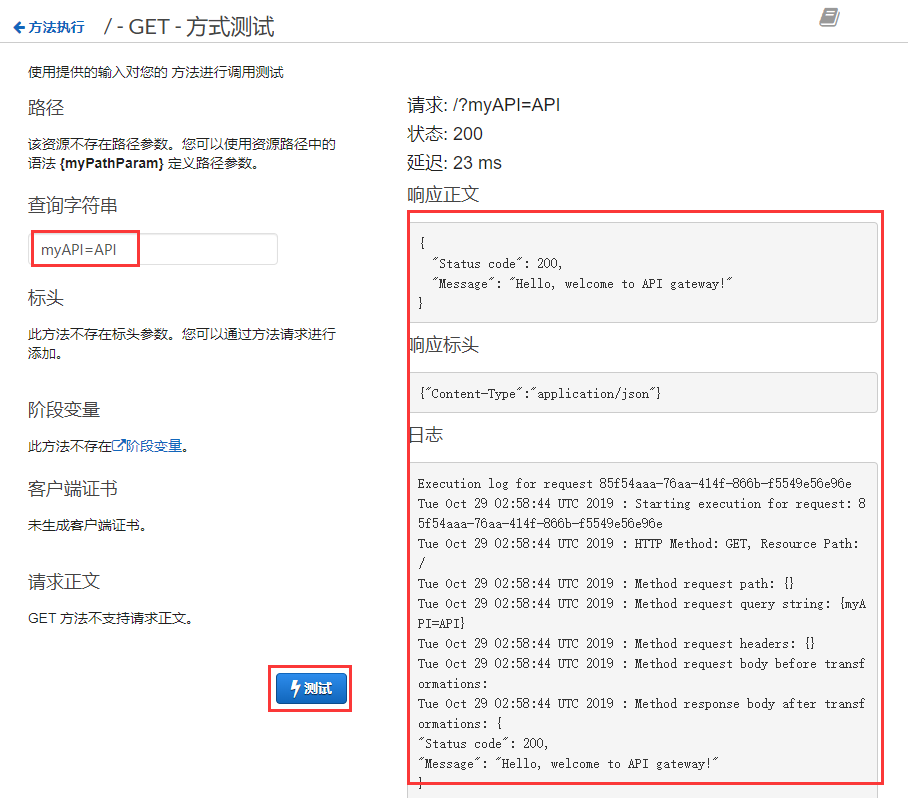 方法执行 / - GET - 方式测试
使用提供的输入对您的 方法进行调用测试
路径
该资源不存在路径参数。您可以使用资源路径中的
语法 {myPathParam} 定义路径参数。
查询字符串
myAPI=API
标头
此方法不存在标头参数。您可以通过方法请求进行
添加。
阶段变量
此方法不存在阶段变量。
客户端证书
未生成客户端证书。
请求正文
GET 方法不支持请求正文。
测试
请求: /?myAPI=API
状态: 200
延迟: 23 ms
响应正文
{
"Status code": 200,
"Message": "Hello, welcome to API gateway!"
}
响应标头
{"Content-Type":"application/json"}
日志
Execution log for request 85f54aaa-76aa-414f-866b-f5549e56e96e
Tue Oct 29 02:58:44 UTC 2019 : Starting execution for request: 8
5f54aaa-76aa-414f-866b-f5549e56e96e
Tue Oct 29 02:58:44 UTC 2019 : HTTP Method: GET, Resource Path:
/
Tue Oct 29 02:58:44 UTC 2019 : Method request path: {}
Tue Oct 29 02:58:44 UTC 2019 : Method request query string: {myA
PI=API}
Tue Oct 29 02:58:44 UTC 2019 : Method request headers: {}
Tue Oct 29 02:58:44 UTC 2019 : Method request body before transf
ormations:
Tue Oct 29 02:58:44 UTC 2019 : Method response body after transf
ormations: {
"Status code": 200,
"Message": "Hello, welcome to API gateway!"
}